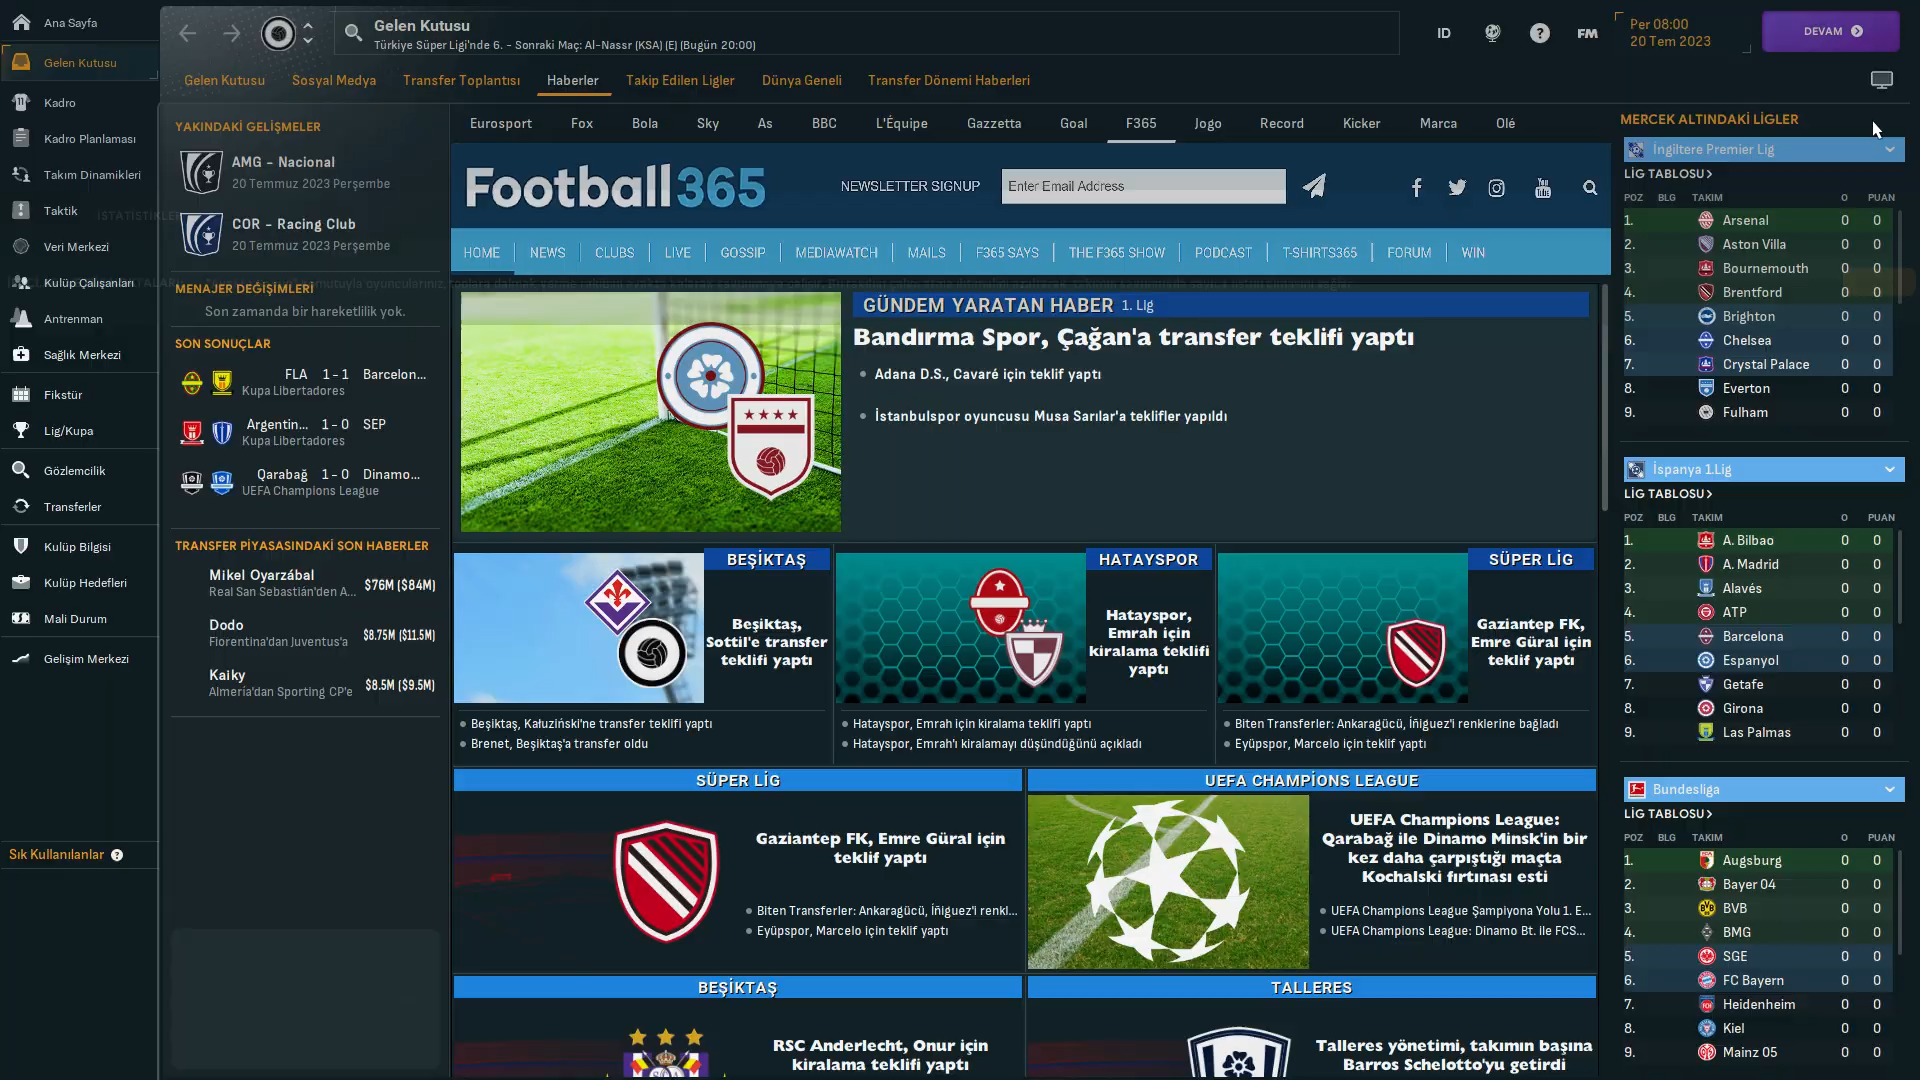 Ana Sayfa
Gelen Kutusu
Kadro
Kadro Planlaması
Takım Dinamikleri
Taktik
Veri Merkezi
Kulüp Çalışanları
Antrenman
Sağlık Merkezi
Fikstür
Lig/Kupa
Gözlemcilik
Transferler
Kulüp Bilgisi
Kulüp Hedefleri
Mali Durum
Gelişim Merkezi
Sık Kullanılanlar ?
Gelen Kutusu
Türkiye Süper Ligi'nde 6. - Sonraki Maç: Al-Nassr (KSA) (E) (Bugün 20:00)
ID
?
FM
Per 08:00
20 Tem 2023
DEVAM
Gelen Kutusu
Sosyal Medya
Transfer Toplantısı
Haberler
Takip Edilen Ligler
Dünya Geneli
Transfer Dönemi Haberleri
YAKINDAKİ GELİŞMELER
AMG - Nacional
20 Temmuz 2023 Perşembe
COR - Racing Club
20 Temmuz 2023 Perşembe
MENAJER DEĞİŞİMLERİ
Son zamanda bir hareketlilik yok.
SON SONUÇLAR
FLA 1 - 1 Barcelon...
Kupa Libertadores
Argentin... 1 - 0 SEP
Kupa Libertadores
Qarabağ 1 - 0 Dinamo...
UEFA Champions League
TRANSFER PİYASASINDAKİ SON HABERLER
Mikel Oyarzábal
Real San Sebastián'den A...
$76M ($84M)
Dodo
Fiorentina'dan Juventus'a
$8.75M ($11.5M)
Kaiky
Almería'dan Sporting CP'e
$8.5M ($9.5M)
Eurosport Fox Bola Sky As BBC L'Équipe Gazzetta Goal F365 Jogo Record Kicker Marca Olé
Football365
NEWSLETTER SIGNUP
Enter Email Address
You
HOME NEWS CLUBS LIVE GOSSIP MEDIAWATCH MAILS F365 SAYS THE F365 SHOW PODCAST T-SHIRTS365 FORUM WIN
GÜNDEM YARATAN HABER 1. Lig
Bandırma Spor, Çağan'a transfer teklifi yaptı
Adana D.S., Cavaré için teklif yaptı
İstanbulspor oyuncusu Musa Sarılar'a teklifler yapıldı
BEŞİKTAŞ
Beşiktaş,
Sottil'e transfer
teklifi yaptı
Beşiktaş, Kałuziński'ne transfer teklifi yaptı
Brenet, Beşiktaş'a transfer oldu
HATAYSPOR
Hatayspor,
Emrah için
kiralama teklifi
yaptı
Hatayspor, Emrah için kiralama teklifi yaptı
Hatayspor, Emrah'ı kiralamayı düşündüğünü açıkladı
SÜPER LİG
Gaziantep FK,
Emre Güral için
teklif yaptı
Biten Transferler: Ankaragücü, Íñiguez'i renklerine bağladı
Eyüpspor, Marcelo için teklif yaptı
SÜPER LİG
Gaziantep FK, Emre Güral için
teklif yaptı
Biten Transferler: Ankaragücü, Íñiguez'i renkl...
Eyüpspor, Marcelo için teklif yaptı
UEFA CHAMPİONS LEAGUE
UEFA Champions League:
Qarabağ ile Dinamo Minsk'in bir
kez daha çarpıştığı maçta
Kochalski fırtınası esti
UEFA Champions League Şampiyona Yolu 1. E...
UEFA Champions League: Dinamo Bt. ile FCS...
BEŞİKTAŞ
RSC Anderlecht, Onur için
kiralama teklifi yaptı
TALLERES
Talleres yönetimi, takımın başına
Barros Schelotto'yu getirdi
MERCEK ALTINDAKİ LİGLER
İngiltere Premier Lig
LİG TABLOSU
POZ BLG TAKIM O PUAN
1. Arsenal 0 0
2. Aston Villa 0 0
3. Bournemouth 0 0
4. Brentford 0 0
5. Brighton 0 0
6. Chelsea 0 0
7. Crystal Palace 0 0
8. Everton 0 0
9. Fulham 0 0
İspanya 1.Lig
LİG TABLOSU
POZ BLG TAKIM O PUAN
1. A. Bilbao 0 0
2. A. Madrid 0 0
3. Alavés 0 0
4. ATP 0 0
5. Barcelona 0 0
6. Espanyol 0 0
7. Getafe 0 0
8. Girona 0 0
9. Las Palmas 0 0
Bundesliga
LİG TABLOSU
POZ BLG TAKIM O PUAN
1. Augsburg 0 0
2. Bayer 04 0 0
3. BVB 0 0
4. BMG 0 0
5. SGE 0 0
6. FC Bayern 0 0
7. Heidenheim 0 0
8. Kiel 0 0
9. Mainz 05 0 0